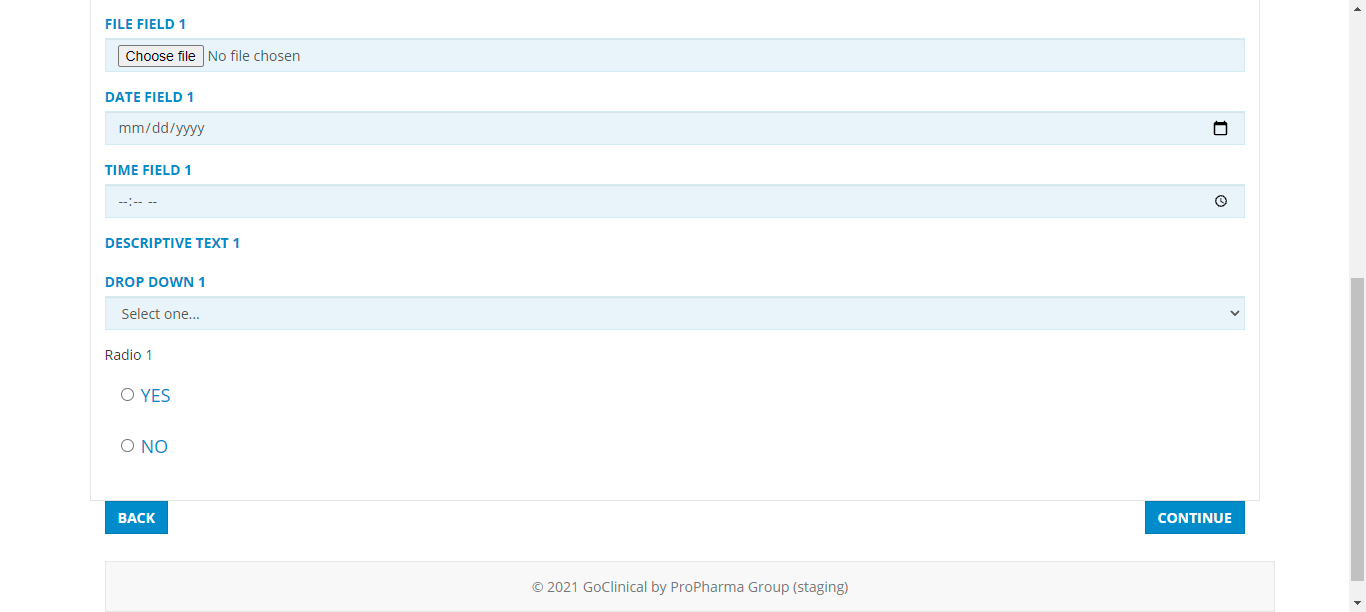 FILE FIELD 1
Choose file No file chosen
DATE FIELD 1
mm/dd/yyyy
TIME FIELD 1
--:-- --
DESCRIPTIVE TEXT 1
DROP DOWN 1
Select one...
Radio 1
YES
NO
BACK CONTINUE
© 2021 GoClinical by ProPharma Group (staging)